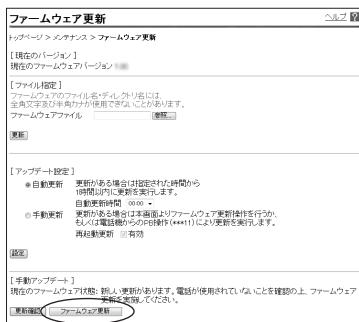 ファームウェア更新
ヘルプ ?
トップページ > メンテナンス > ファームウェア更新
[現在のバージョン]
現在のファームウェアバージョン
[ファイル指定]
ファームウェアのファイル名・ディレクトリ名には、
全角文字及び半角カナが使用できないことがあります。
ファームウェアファイル 参照...
更新
[アップデート設定]
自動更新 更新がある場合は指定された時間から
1時間以内に更新を実行します。
自動更新時間 00:00
手動更新 更新がある場合は本画面よりファームウェア更新操作を行うか、
もしくは電話機からのPB操作(***11)により更新を実行します。
再起動更新 有効
設定
[手動アップデート]
現在のファームウェア状態: 新しい更新があります。電話が使用されていないことを確認の上、ファームウェア
更新を実施してください。
更新確認 ファームウェア更新